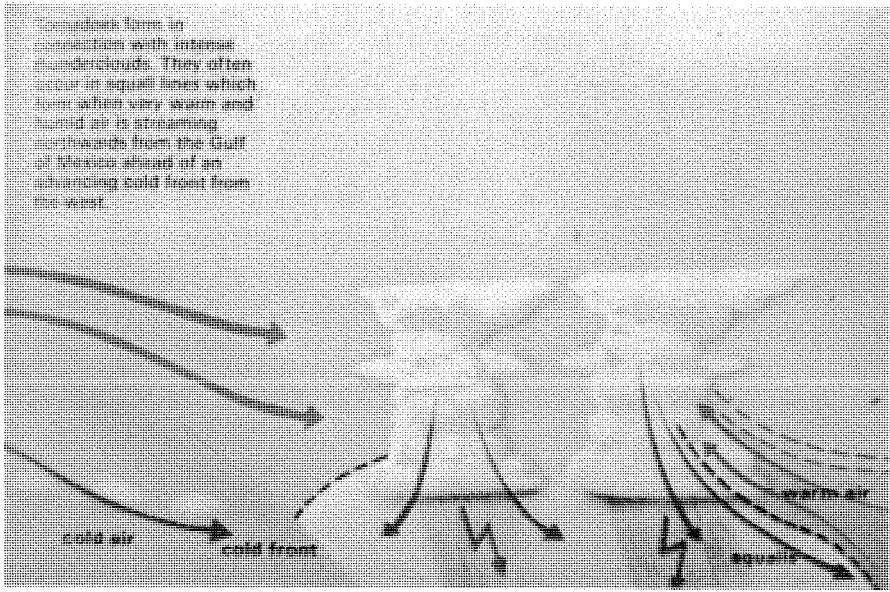 Tornadoes form in
connection with intense
thunderclouds. They often
occur in squall lines which
form when very warm and
humid air is streaming
northwards from the Gulf
of Mexico ahead of an
advancing cold front from
the west.
warm air
cold air
cold front
squalls